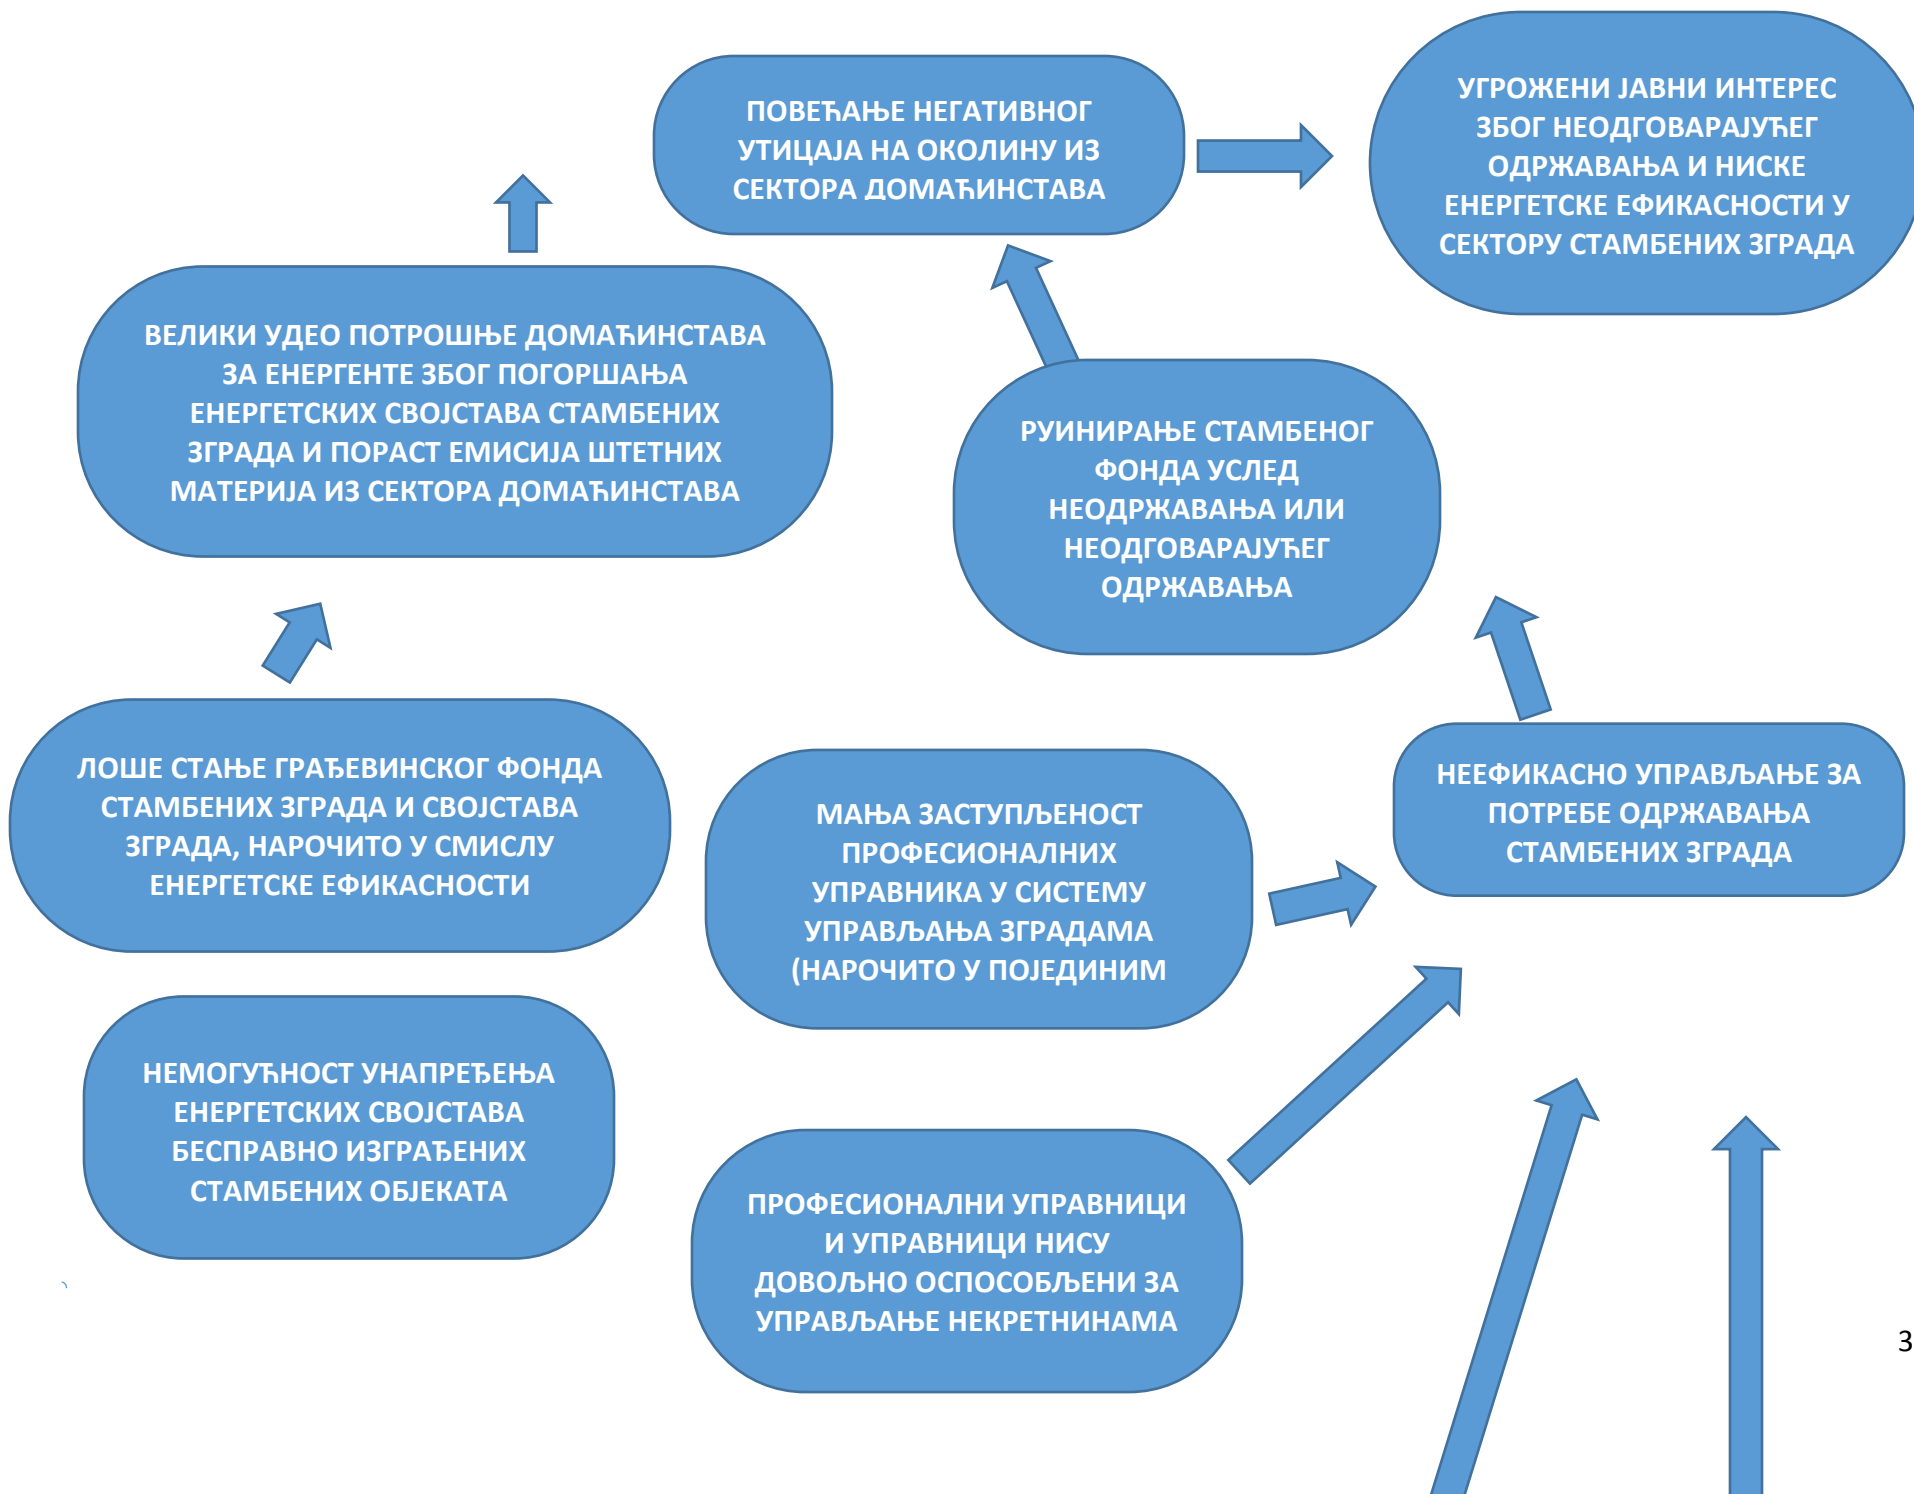 ПОВЕЋАЊЕ НЕГАТИВНОГ
УТИЦАЈА НА ОКОЛИНУ ИЗ
СЕКТОРА ДОМАЋИНСТАВА
УГРОЖЕНИ ЈАВНИ ИНТЕРЕС
ЗБОГ НЕОДГОВАРАЈУЋЕГ
ОДРЖАВАЊА И НИСКЕ
ЕНЕРГЕТСКЕ ЕФИКАСНОСТИ У
СЕКТОРУ СТАМБЕНИХ ЗГРАДА
ВЕЛИКИ УДЕО ПОТРОШЊЕ ДОМАЋИНСТАВА
ЗА ЕНЕРГЕНТЕ ЗБОГ ПОГОРШАЊА
ЕНЕРГЕТСКИХ СВОЈСТАВА СТАМБЕНИХ
ЗГРАДА И ПОРАСТ ЕМИСИЈА ШТЕТНИХ
МАТЕРИЈА ИЗ СЕКТОРА ДОМАЋИНСТАВА
РУИНИРАЊЕ СТАМБЕНОГ
ФОНДА УСЛЕД
НЕОДРЖАВАЊА ИЛИ
НЕОДГОВАРАЈУЋЕГ
ОДРЖАВАЊА
ЛОШЕ СТАЊЕ ГРАЂЕВИНСКОГ ФОНДА
СТАМБЕНИХ ЗГРАДА И СВОЈСТАВА
ЗГРАДА, НАРОЧИТО У СМИСЛУ
ЕНЕРГЕТСКЕ ЕФИКАСНОСТИ
МАЊА ЗАСТУПЉЕНОСТ
ПРОФЕСИОНАЛНИХ
УПРАВНИКА У СИСТЕМУ
УПРАВЉАЊА ЗГРАДАМА
(НАРОЧИТО У ПОЈЕДИНИМ
НЕЕФИКАСНО УПРАВЉАЊЕ ЗА
ПОТРЕБЕ ОДРЖАВАЊА
СТАМБЕНИХ ЗГРАДА
НЕМОГУЋНОСТ УНАПРЕЂЕЊА
ЕНЕРГЕТСКИХ СВОЈСТАВА
БЕСПРАВНО ИЗГРАЂЕНИХ
СТАМБЕНИХ ОБЈЕКАТА
ПРОФЕСИОНАЛНИ УПРАВНИЦИ
И УПРАВНИЦИ НИСУ
ДОВОЉНО ОСПОСОБЉЕНИ ЗА
УПРАВЉАЊЕ НЕКРЕТНИНАМА
3